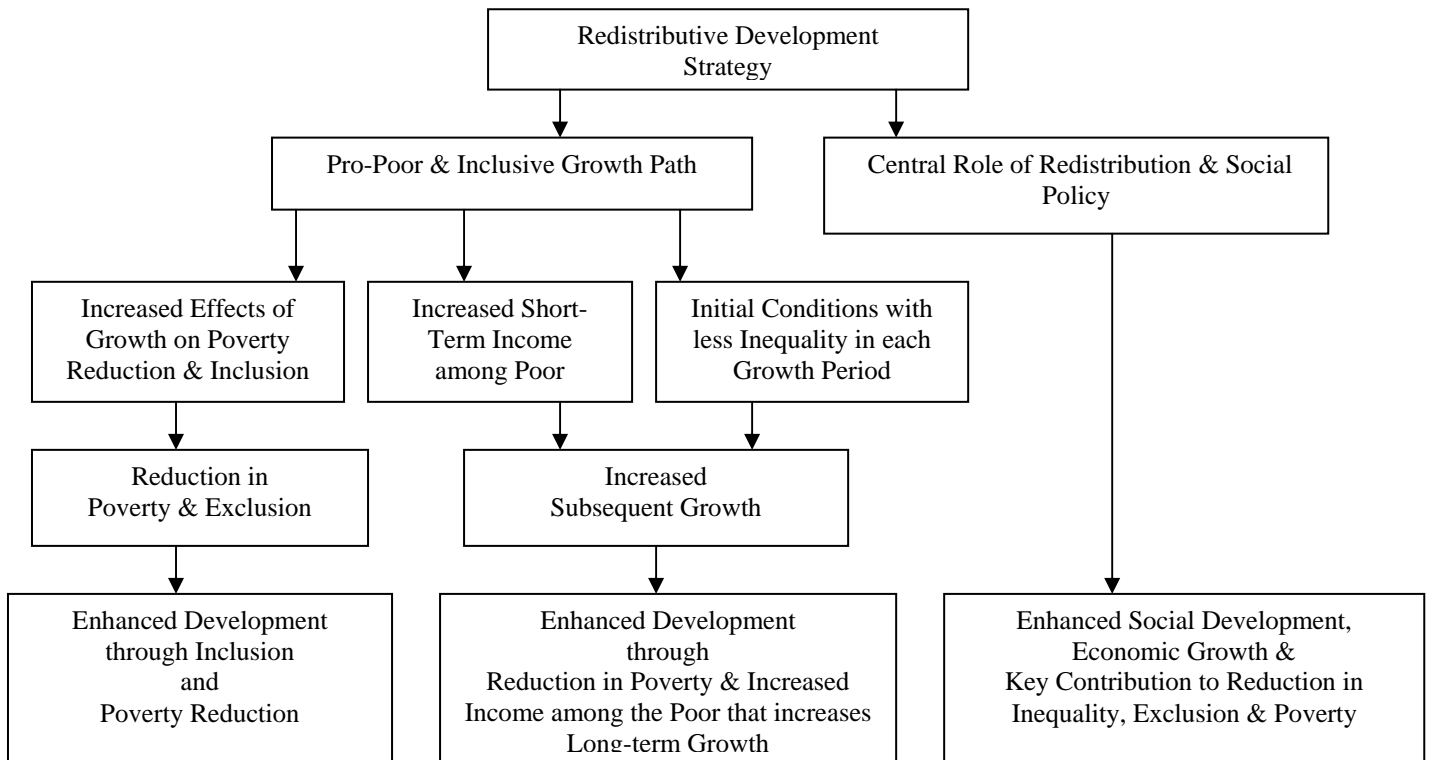 Redistributive Development
Strategy
Pro-Poor & Inclusive Growth Path
Central Role of Redistribution & Social
Policy
Increased Effects of
Growth on Poverty
Reduction & Inclusion
Increased Short-
Term Income
among Poor
Initial Conditions with
less Inequality in each
Growth Period
Reduction in
Poverty & Exclusion
Increased
Subsequent Growth
Enhanced Development
through Inclusion
and
Poverty Reduction
Enhanced Development
through
Reduction in Poverty & Increased
Income among the Poor that increases
Long-term Growth
Enhanced Social Development,
Economic Growth &
Key Contribution to Reduction in
Inequality, Exclusion & Poverty